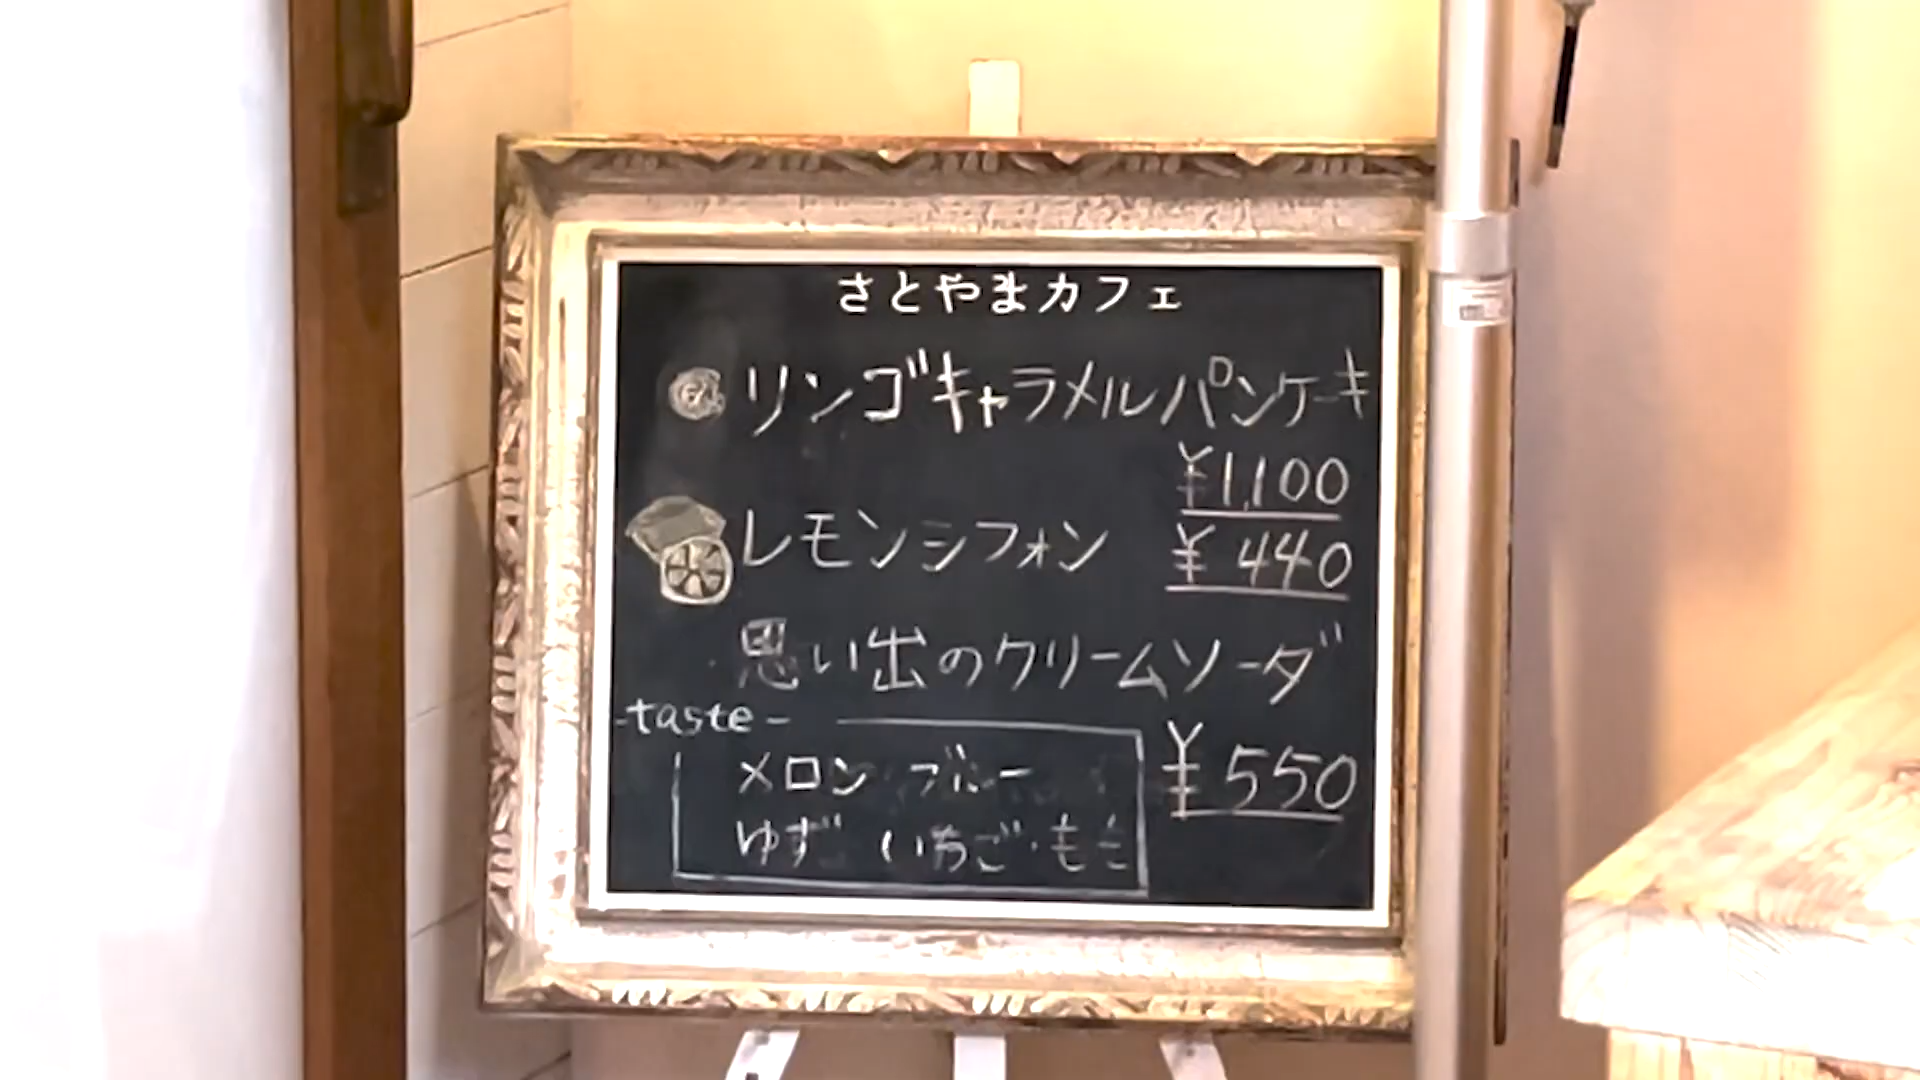 さとやまカフェ
リンゴキャラメルパンケーキ
¥1,100
レモンシフォン ¥440
思い出のクリームソーダ
-taste-
¥550
メロン ブルー
ゆず いちご・もも